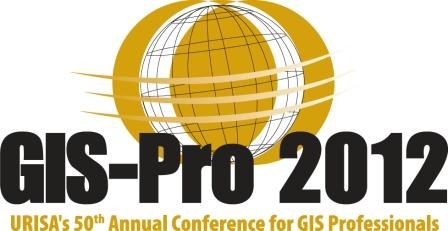 GIS-Pro 2012
URISA's 50th Annual Conference for GIS Professionals